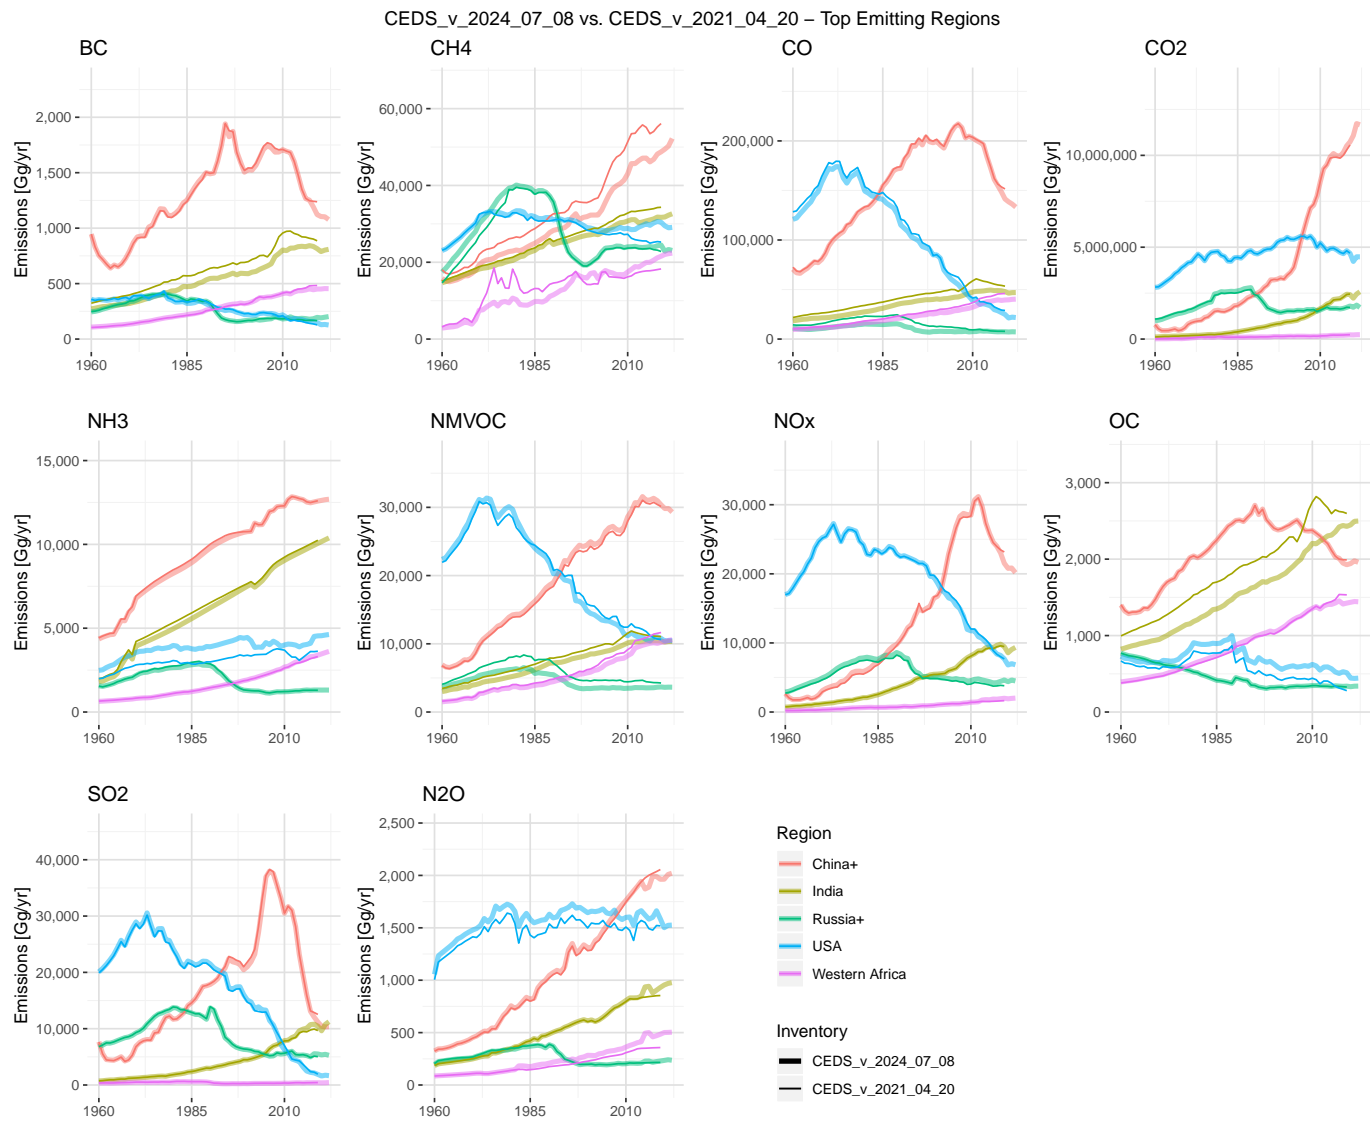 CEDS_v_2024_07_08 vs. CEDS_v_2021_04_20 – Top Emitting Regions
BC
Emissions [Gg/yr]
2,000
1,500
1,000
500
0
1960
1985
2010
CH4
Emissions [Gg/yr]
60,000
40,000
20,000
0
1960
1985
2010
CO
Emissions [Gg/yr]
200,000
100,000
0
1960
1985
2010
CO2
Emissions [Gg/yr]
10,000,000
5,000,000
0
1960
1985
2010
NH3
Emissions [Gg/yr]
15,000
10,000
5,000
0
1960
1985
2010
NMVOC
Emissions [Gg/yr]
30,000
20,000
10,000
0
1960
1985
2010
NOx
Emissions [Gg/yr]
30,000
20,000
10,000
0
1960
1985
2010
OC
Emissions [Gg/yr]
3,000
2,000
1,000
0
1960
1985
2010
SO2
Emissions [Gg/yr]
40,000
30,000
20,000
10,000
0
1960
1985
2010
N2O
Emissions [Gg/yr]
2,500
2,000
1,500
1,000
500
0
1960
1985
2010
Region
China+
India
Russia+
USA
Western Africa
Inventory
CEDS_v_2024_07_08
CEDS_v_2021_04_20